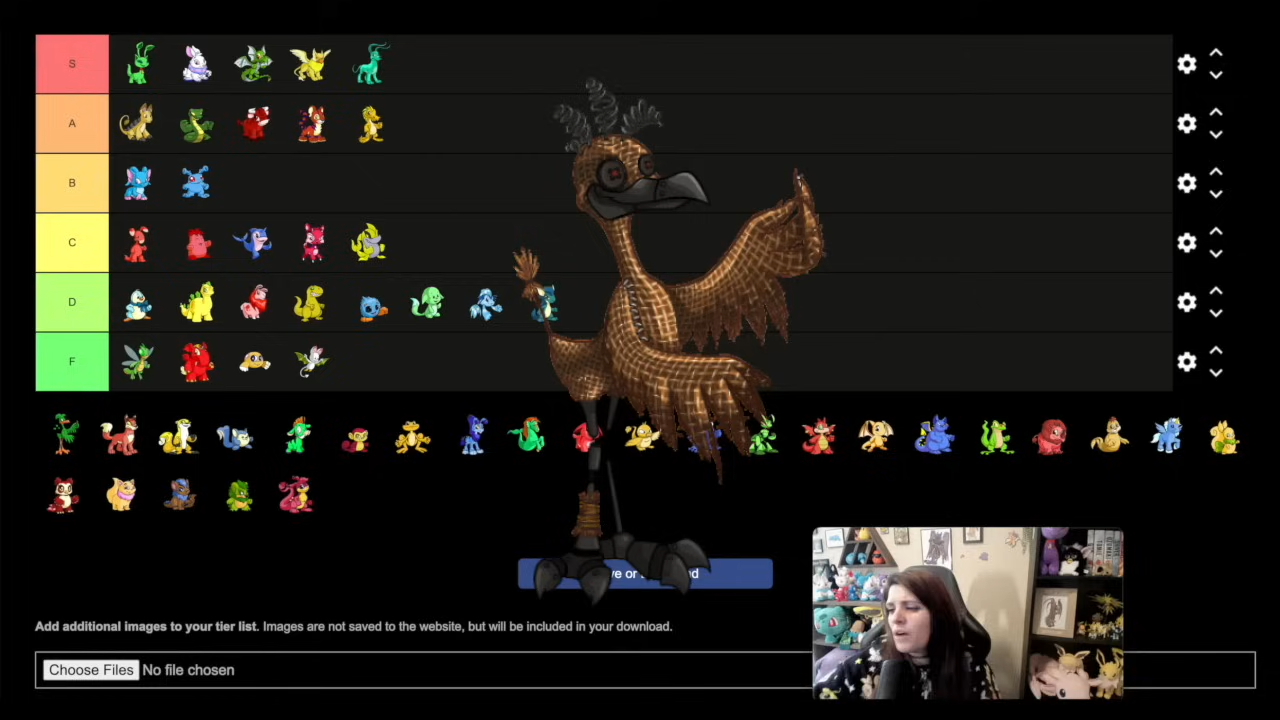 S
A
B
C
D
F
Add additional images to your tier list. Images are not saved to the website, but will be included in your download.
Choose Files No file chosen